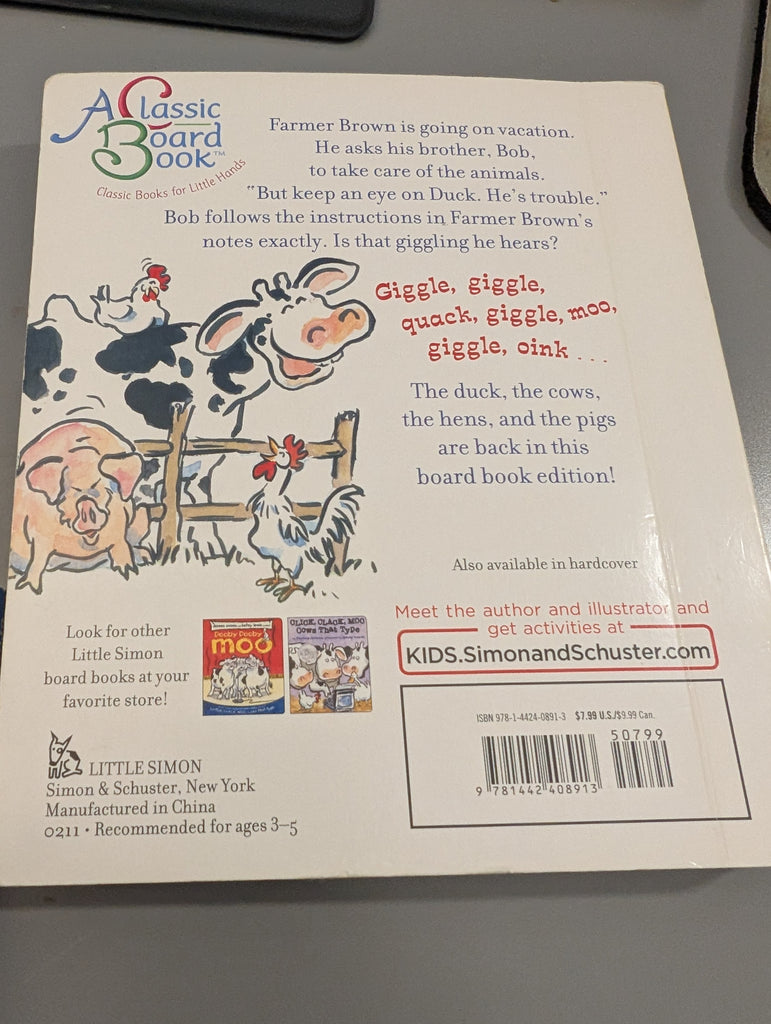 A Classic
Board
Book™
Classic Books for Little Hands
Farmer Brown is going on vacation.
He asks his brother, Bob,
to take care of the animals.
“But keep an eye on Duck. He’s trouble.”
Bob follows the instructions in Farmer Brown’s
notes exactly. Is that giggling he hears?
Giggle, giggle,
quack, giggle, moo,
giggle, oink . . .
The duck, the cows,
the hens, and the pigs
are back in this
board book edition!
Also available in hardcover
Look for other
Little Simon
board books at your
favorite store!
Dooby Dooby
moo
CLICK, CLACK, MOO
Cows That Type
Meet the author and illustrator and
get activities at
KIDS.SimonandSchuster.com
ISBN 978-1-4424-0891-3 $7.99 U.S./$9.99 Can.
50799
9 781442 408913
LITTLE SIMON
Simon & Schuster, New York
Manufactured in China
0211 • Recommended for ages 3–5